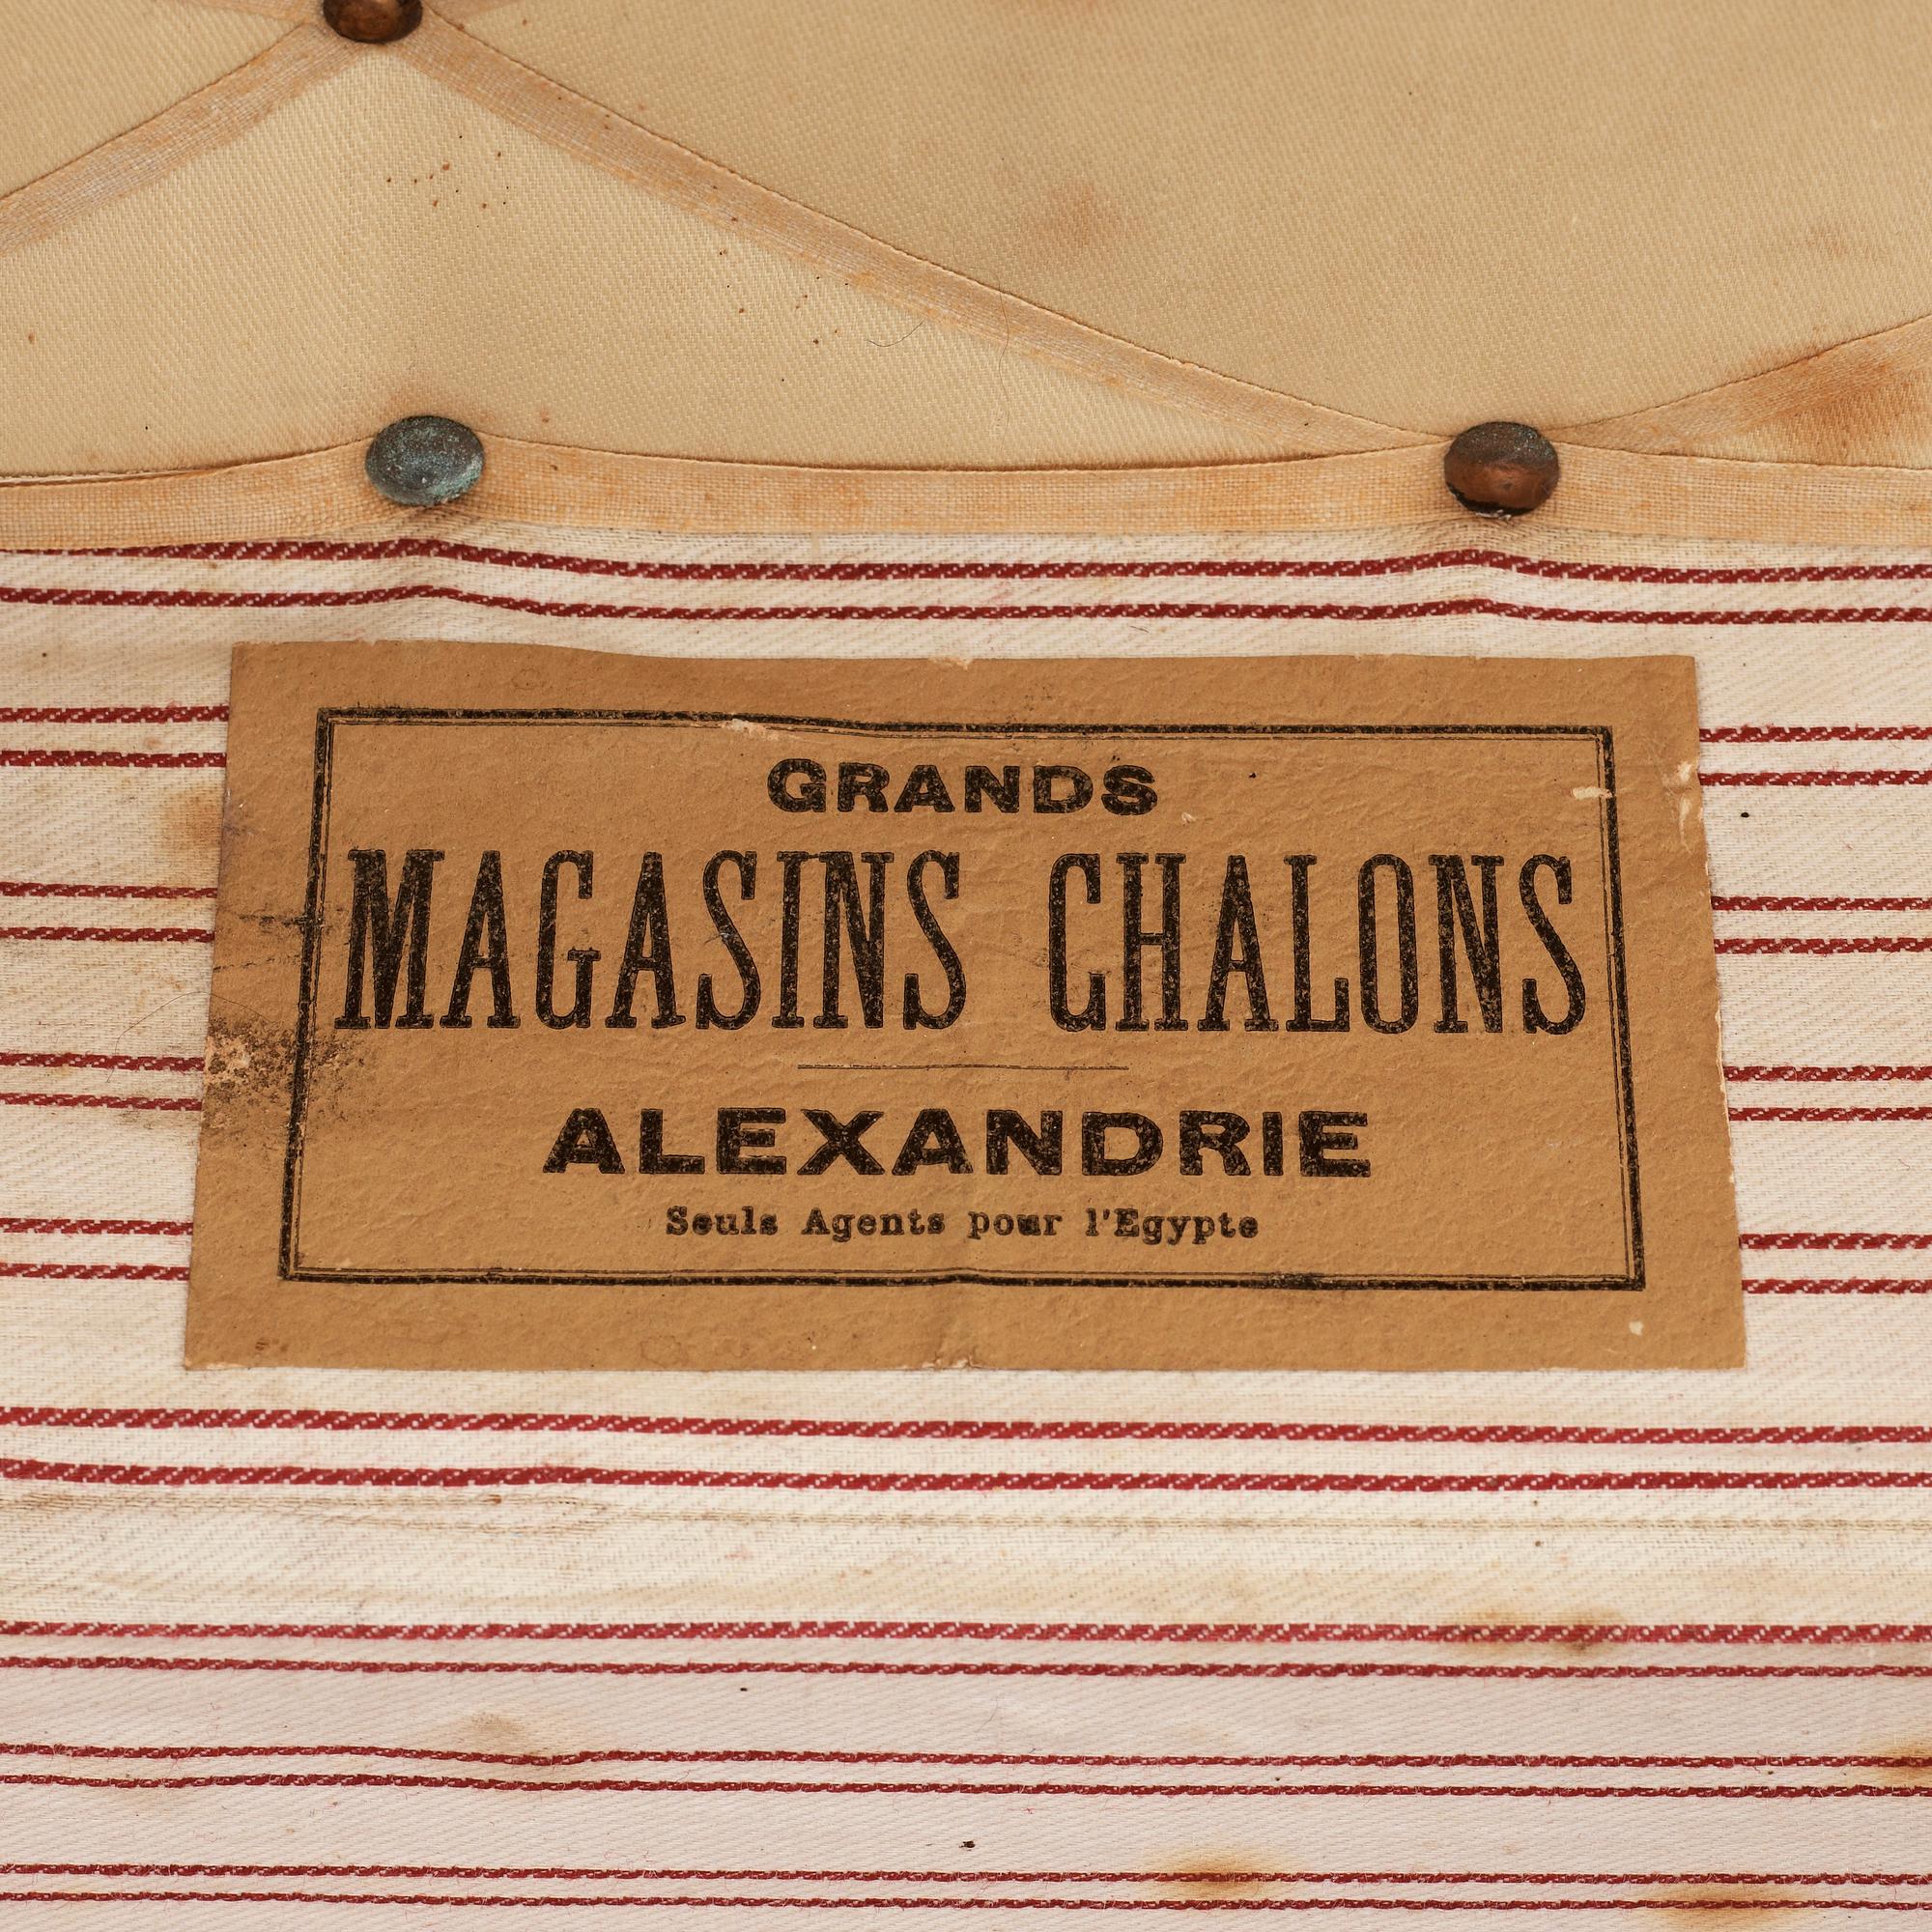 GRANDS
MAGASINS CHALONS
ALEXANDRIE
Seuls Agents pour l'Egypte